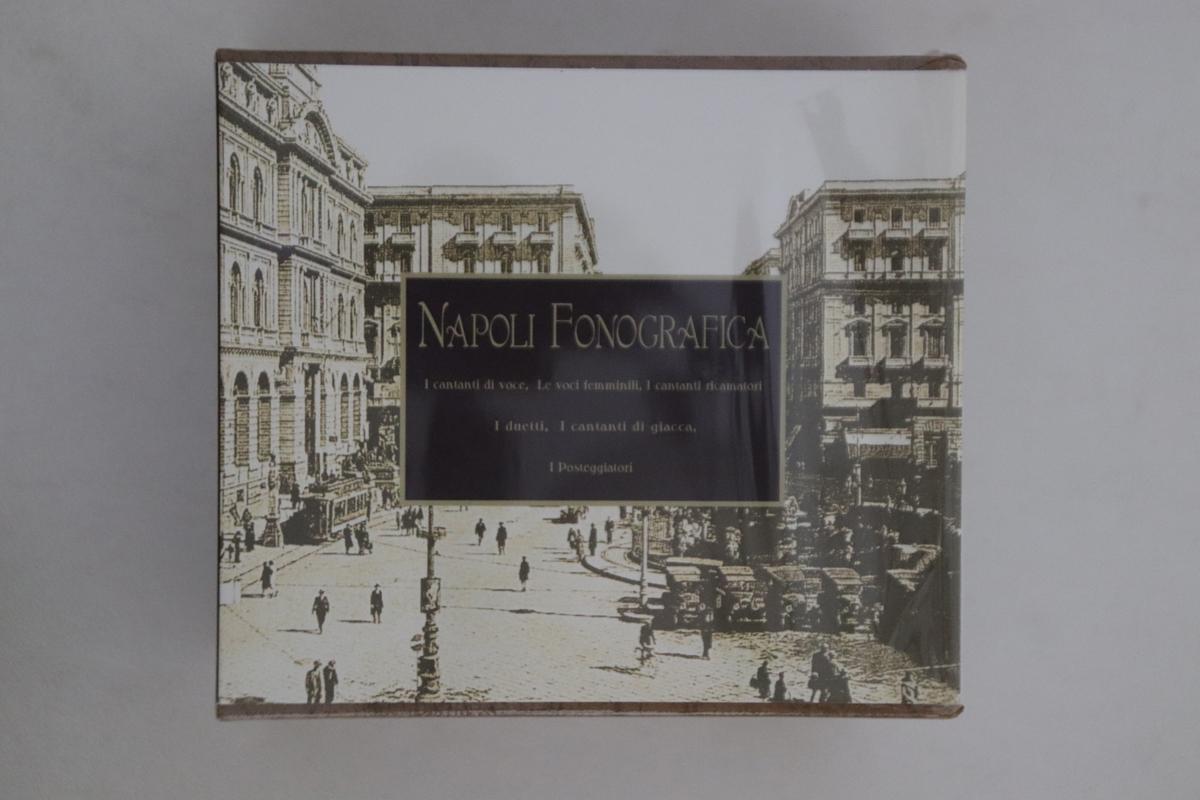 NAPOLI FONOGRAFICA
I cantanti di voce, Le voci femminili, I cantanti ricamatori
I duetti, I cantanti di giacca,
I Posteggiatori